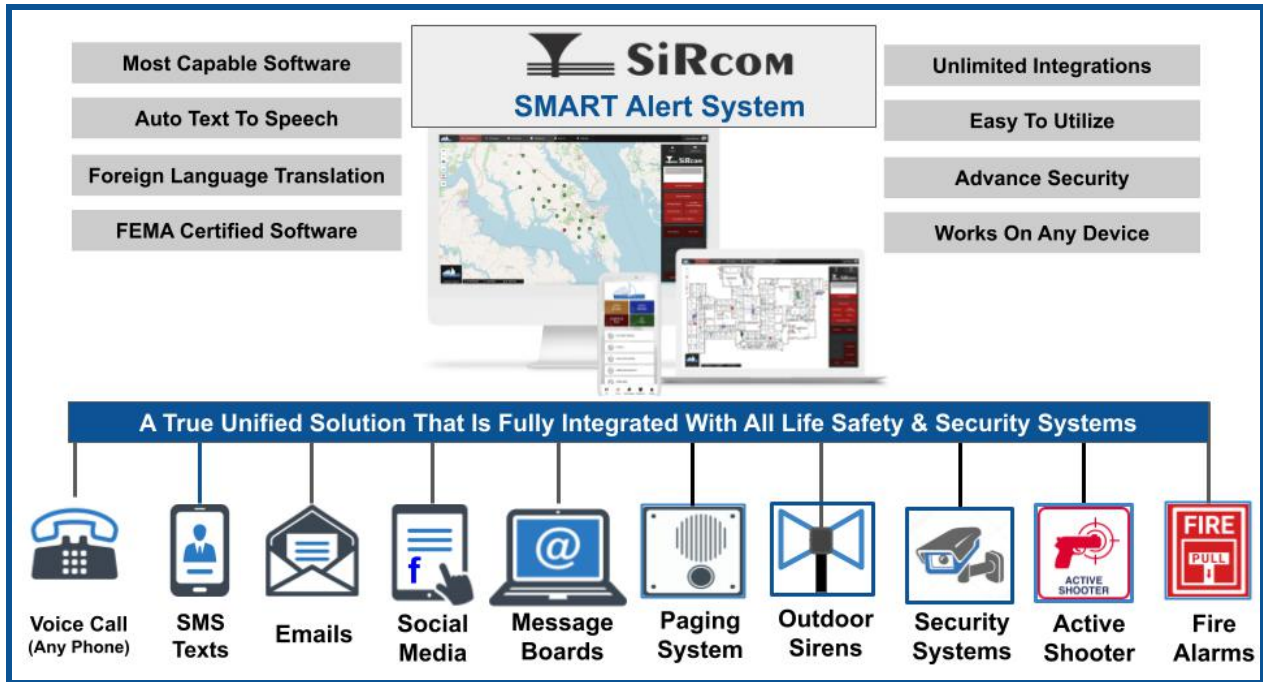 SiRcom
SMART Alert System
Most Capable Software
Auto Text To Speech
Foreign Language Translation
FEMA Certified Software
Unlimited Integrations
Easy To Utilize
Advance Security
Works On Any Device
SiRcom
A True Unified Solution That Is Fully Integrated With All Life Safety & Security Systems
f
@
ACTIVE
SHOOTER
FIRE
PULL
Voice Call
(Any Phone)
SMS
Texts
Emails
Social
Media
Message
Boards
Paging
System
Outdoor
Sirens
Security
Systems
Active
Shooter
Fire
Alarms